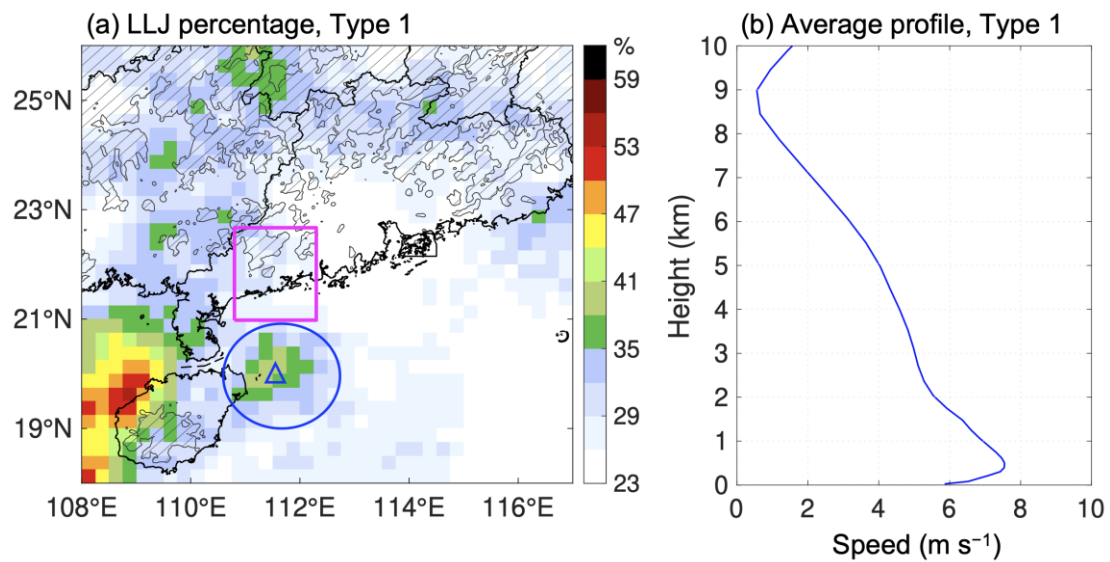 (a) LLJ percentage, Type 1
%
59
53
47
41
35
29
23
25°N
23°N
21°N
19°N
108°E
110°E
112°E
114°E
116°E
(b) Average profile, Type 1
10
9
8
7
6
5
4
3
2
1
0
Height (km)
0
2
4
6
8
10
Speed (m s⁻¹)